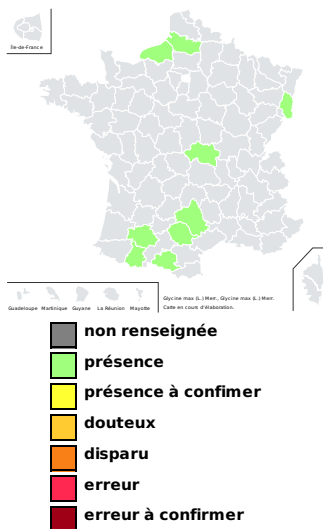 Île-de-France
Guadeloupe Martinique Guyane La Réunion Mayotte
Glycine max (L.) Merr., Glycine max (L.) Merr.
Carte en cours d'élaboration.
non renseignée
présence
présence à confimer
douteux
disparu
erreur
erreur à confirmer